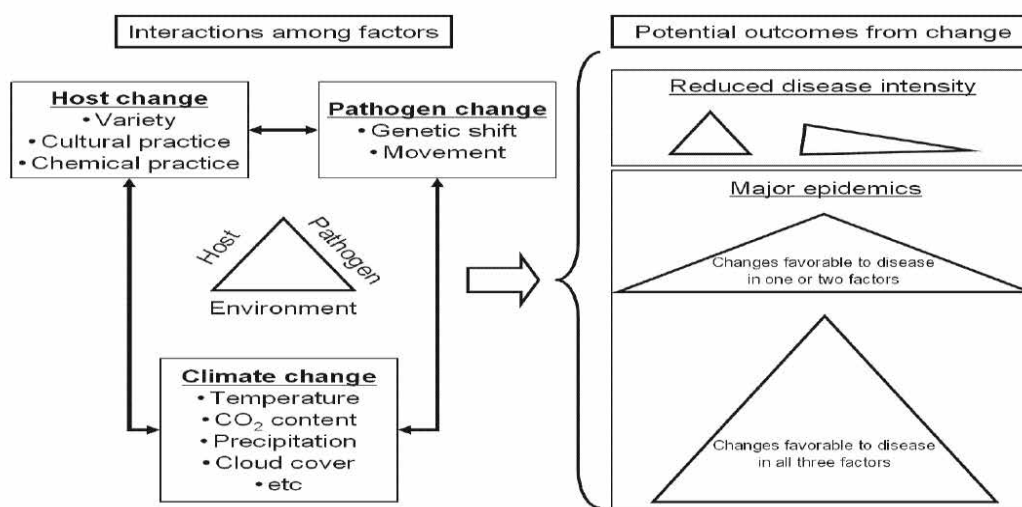 Interactions among factors
Host change
• Variety
• Cultural practice
• Chemical practice
Pathogen change
• Genetic shift
• Movement
Host
Pathogen
Environment
Climate change
• Temperature
• CO₂ content
• Precipitation
• Cloud cover
• etc
Potential outcomes from change
Reduced disease intensity
Major epidemics
Changes favorable to disease
in one or two factors
Changes favorable to disease
in all three factors